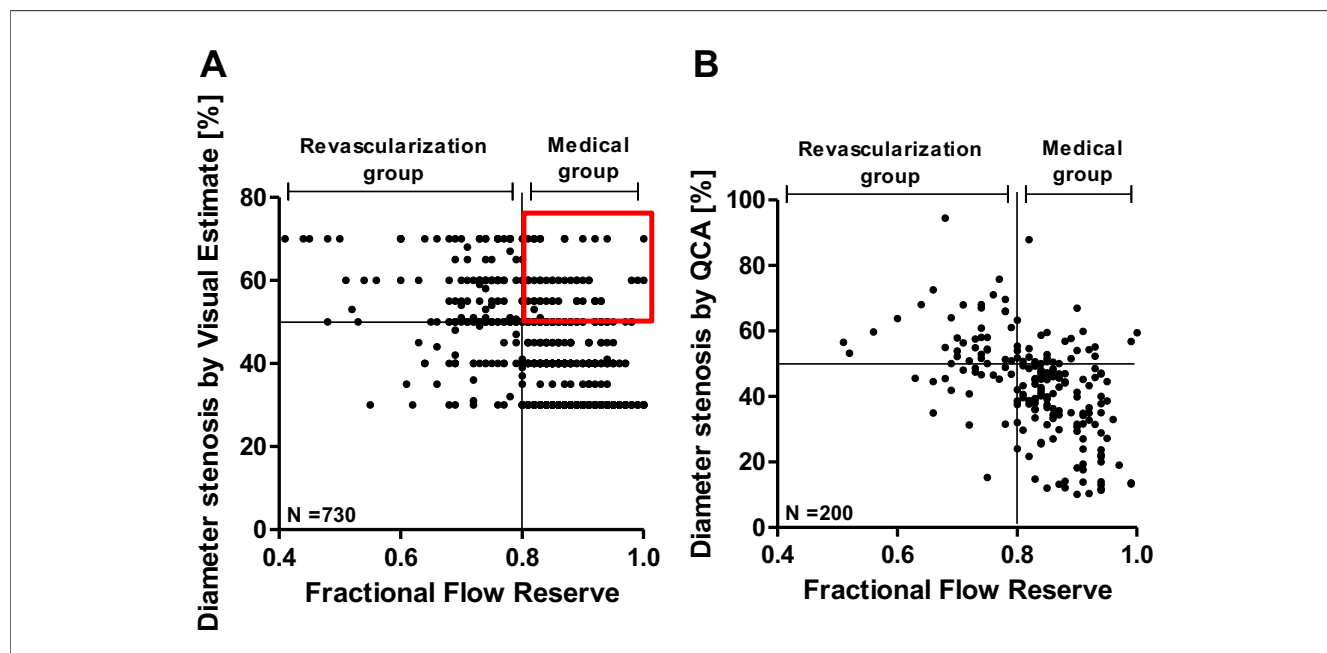 A
Diameter stenosis by Visual Estimate [%]
Revascularization
group
Medical
group
80
60
40
20
0
N =730
0.4
0.6
0.8
1.0
Fractional Flow Reserve
B
Diameter stenosis by QCA [%]
Revascularization
group
Medical
group
100
80
60
40
20
0
N =200
0.4
0.6
0.8
1.0
Fractional Flow Reserve